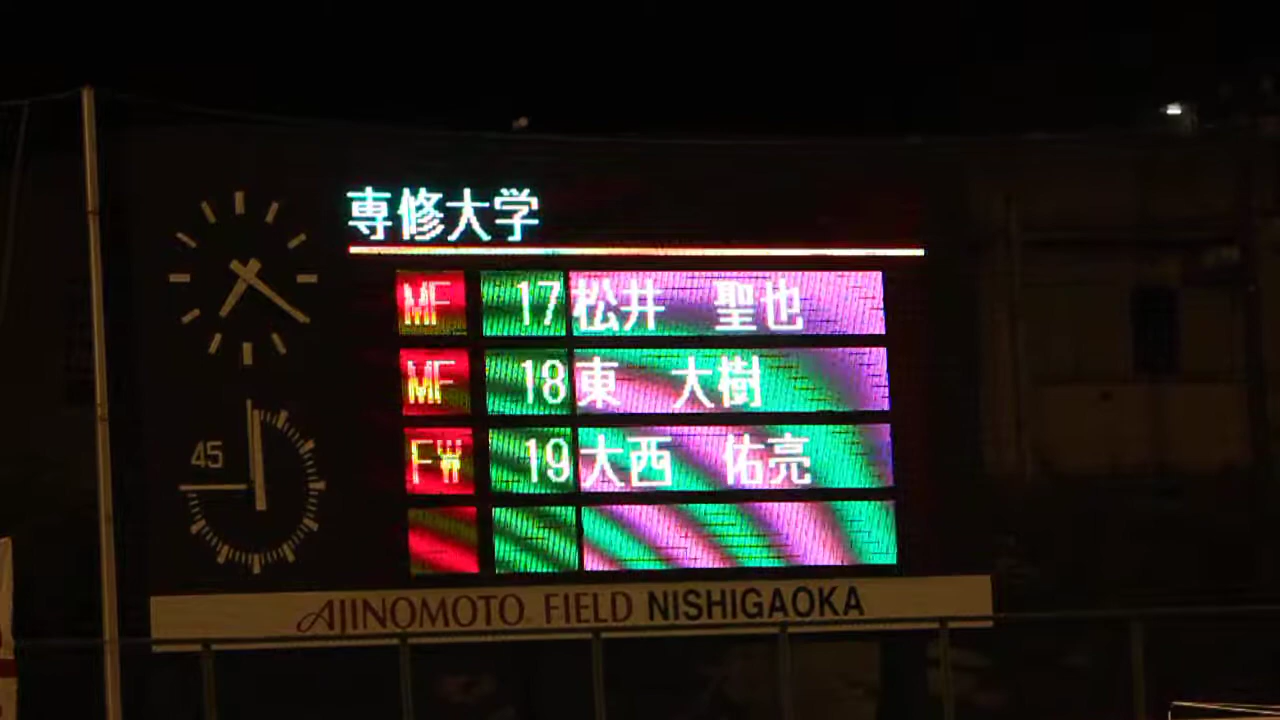 専修大学
MF 17 松井 聖也
MF 18 東 大樹
FW 19 大西 佑亮
45
AJINOMOTO FIELD NISHIGAOKA